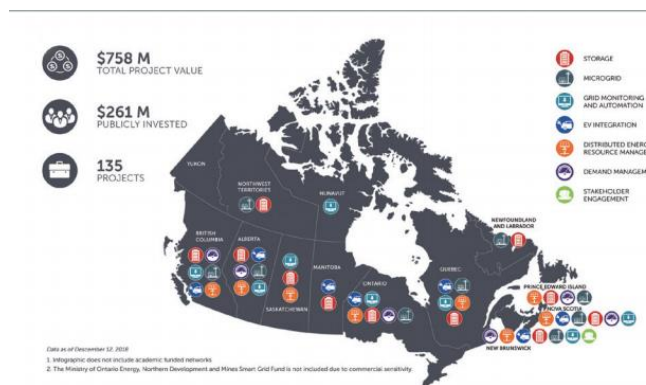 $758 M
TOTAL PROJECT VALUE
$261 M
PUBLICLY INVESTED
135
PROJECTS
STORAGE
MICROGRID
GRID MONITORING
AND AUTOMATION
EV INTEGRATION
DISTRIBUTED ENERG
RESOURCE MANAGE
DEMAND MANAGEM
STAKEHOLDER
ENGAGEMENT
YUKON
NORTHWEST
TERRITORIES
NUNAVUT
BRITISH
COLUMBIA
ALBERTA
SASKATCHEWAN
MANITOBA
ONTARIO
QUEBEC
NEWFOUNDLAND
AND LABRADOR
PRINCE EDWARD ISLAND
NOVA SCOTIA
NEW BRUNSWICK
Data as of December 12, 2018
1. Infographic does not include academic funded networks
2. The Ministry of Ontario Energy, Northern Development and Mines Smart Grid Fund is not included due to commercial sensitivity